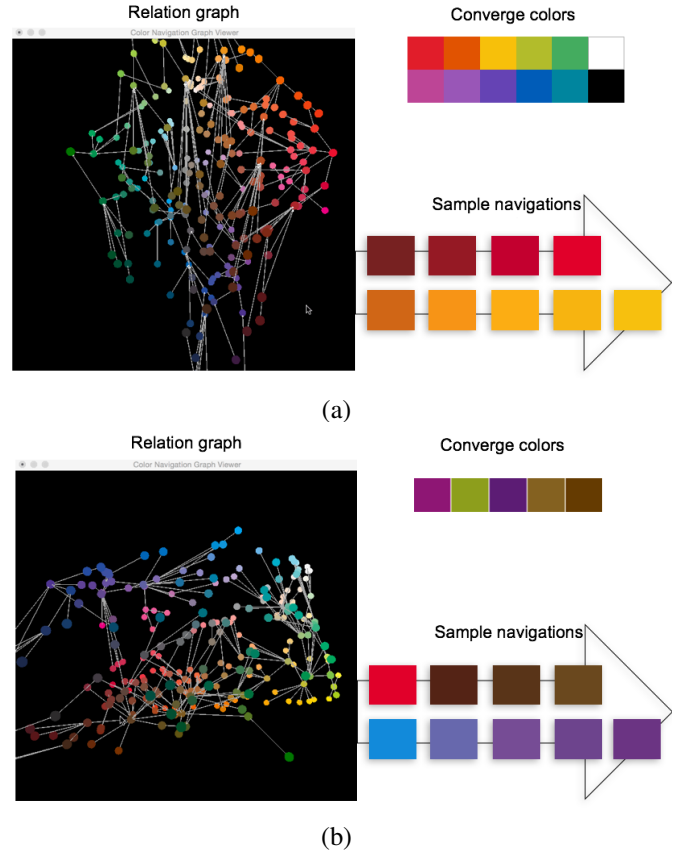 Relation graph
Converge colors
Color Navigation Graph Viewer
Sample navigations
(a)
Relation graph
Converge colors
Color Navigation Graph Viewer
Sample navigations
(b)